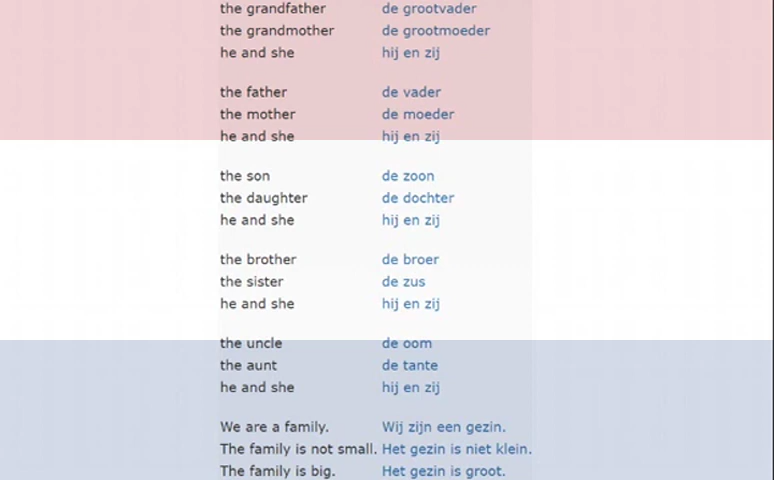 the grandfather de grootvader
the grandmother de grootmoeder
he and she hij en zij
the father de vader
the mother de moeder
he and she hij en zij
the son de zoon
the daughter de dochter
he and she hij en zij
the brother de broer
the sister de zus
he and she hij en zij
the uncle de oom
the aunt de tante
he and she hij en zij
We are a family. Wij zijn een gezin.
The family is not small. Het gezin is niet klein.
The family is big. Het gezin is groot.